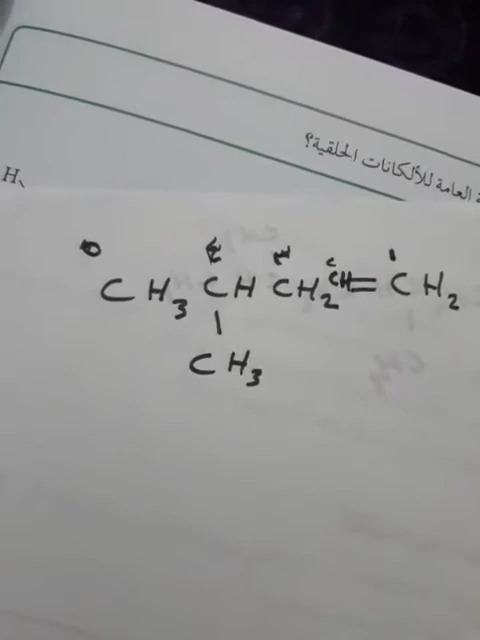 ة العامة للألكانات الحلقية؟
H
٥ ٤ ٣ ٢ ١
CH₃ CH CH₂ CH=CH₂
|
CH₃